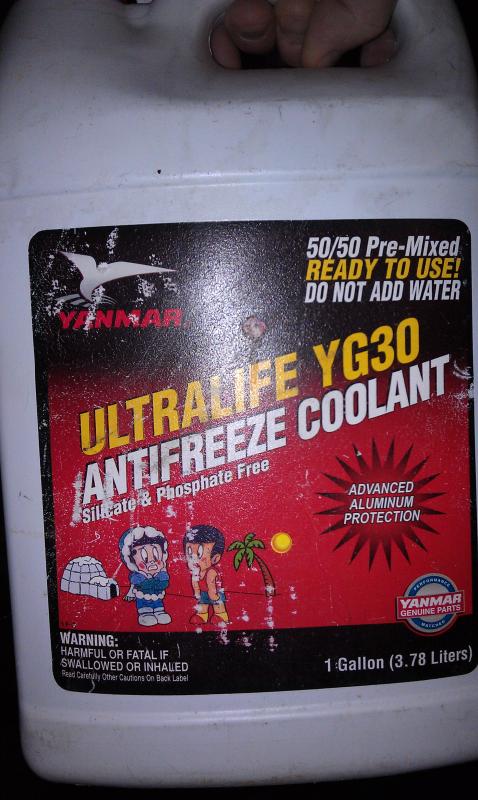 50/50 Pre-Mixed
READY TO USE!
DO NOT ADD WATER
YANMAR
ULTRALIFE YG30
ANTIFREEZE COOLANT
Silicate & Phosphate Free
ADVANCED
ALUMINUM
PROTECTION
PERFORMANCE
YANMAR
GENUINE PARTS
MATCHED
WARNING:
HARMFUL OR FATAL IF
SWALLOWED OR INHALED
Read Carefully Other Cautions On Back Label
1 Gallon (3.78 Liters)